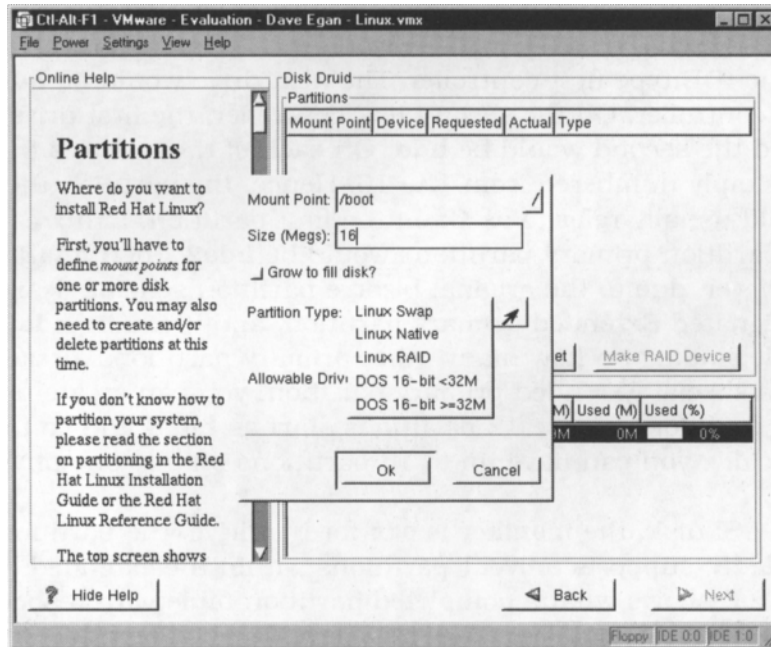 Ctl-Alt-F1 - VMware - Evaluation - Dave Egan - Linux.vmx
File Power Settings View Help
Online Help
Partitions
Where do you want to
install Red Hat Linux?
First, you'll have to
define mount points for
one or more disk
partitions. You may also
need to create and/or
delete partitions at this
time.
If you don't know how to
partition your system,
please read the section
on partitioning in the Red
Hat Linux Installation
Guide or the Red Hat
Linux Reference Guide.
The top screen shows
Disk Druid
Partitions
Mount Point Device Requested Actual Type
Mount Point: /boot
Size (Megs): 16
Grow to fill disk?
Partition Type: Linux Swap
Linux Native
Linux RAID
Allowable Driv DOS 16-bit <32M
DOS 16-bit >=32M
Ok Cancel
et Make RAID Device
M) Used (M) Used (%)
0M 0%
? Hide Help
Back Next
Floppy IDE 0:0 IDE 1:0